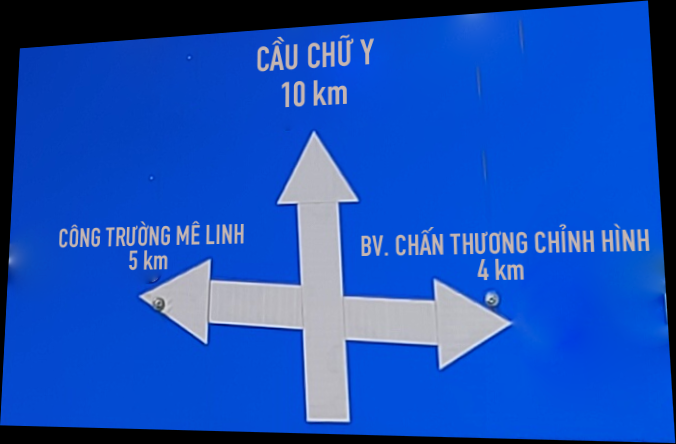 CẦU CHỮ Y
10 km
CÔNG TRƯỜNG MÊ LINH
5 km
BV. CHẤN THƯƠNG CHỈNH HÌNH
4 km